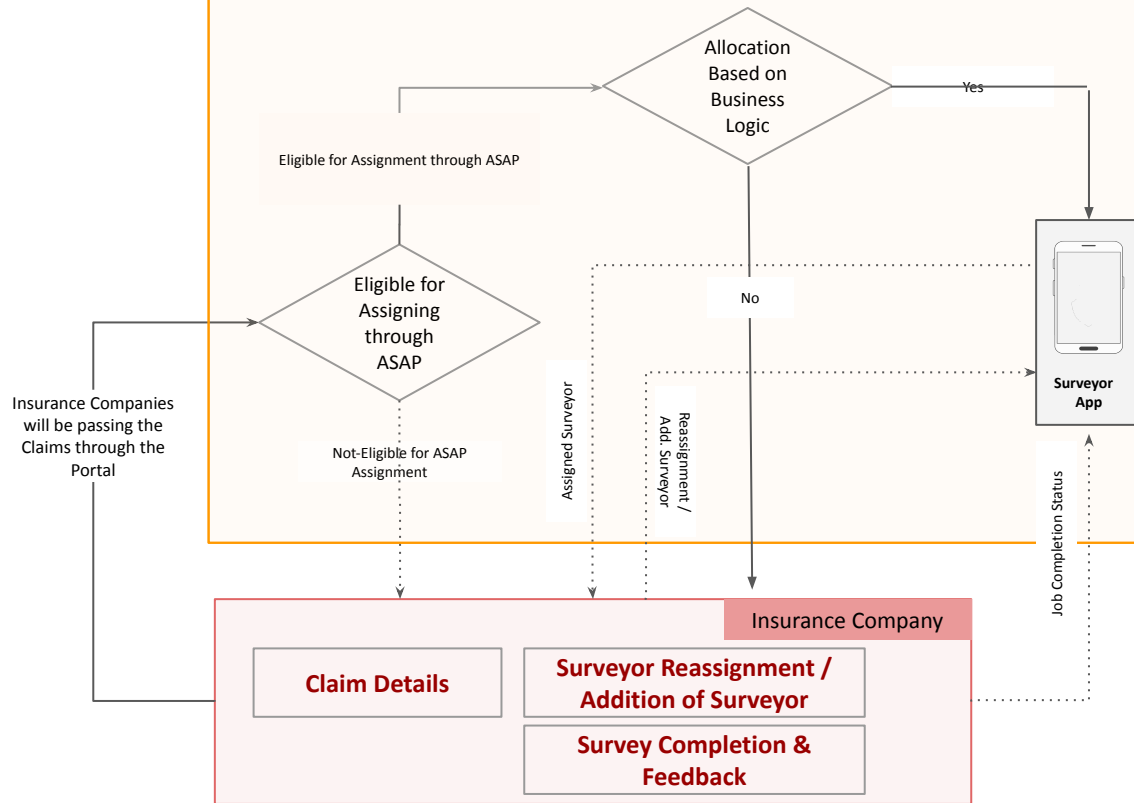 Allocation
Based on
Business
Logic
Yes
Eligible for Assignment through ASAP
Eligible for
Assigning
through
ASAP
No
Surveyor
App
Insurance Companies
will be passing the
Claims through the
Portal
Not-Eligible for ASAP
Assignment
Assigned Surveyor
Reassignment /
Add. Surveyor
Job Completion Status
Insurance Company
Claim Details
Surveyor Reassignment /
Addition of Surveyor
Survey Completion &
Feedback